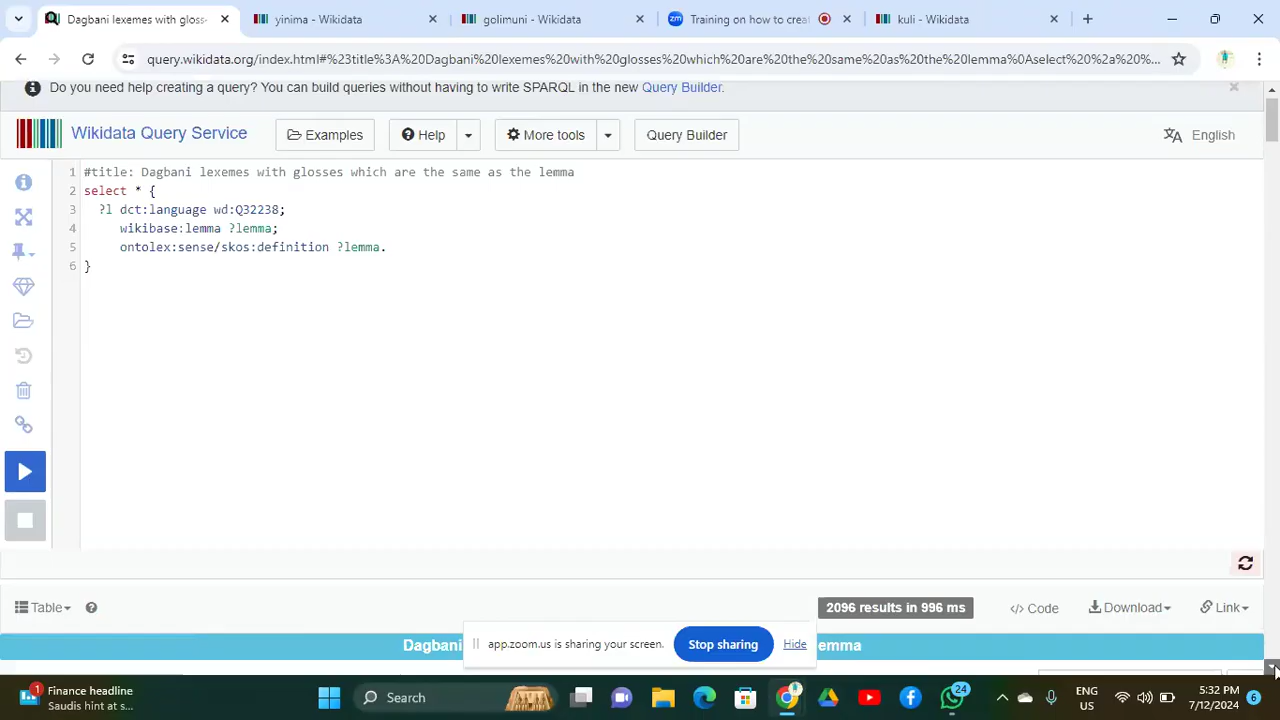 Dagbani lexemes with gloss-
yinima - Wikidata
golimuni - Wikidata
zm
Training on how to crea
kuli - Wikidata
query.wikidata.org/index.html#%23title%3A%20Dagbani%20lexemes%20with%20glosses%20which%20are%20the%20same%20as%20the%20lemma%0Aselect%20%2a%20%...
Do you need help creating a query? You can build queries without having to write SPARQL in the new Query Builder.
Wikidata Query Service
Examples
Help
More tools
Query Builder
English
1 #title: Dagbani lexemes with glosses which are the same as the lemma
2 select * {
3 ?l dct:language wd:Q32238;
4 wikibase:lemma ?lemma;
5 ontolex:sense/skos:definition ?lemma.
6 }
Table
2096 results in 996 ms
</> Code
Download
Link
Dagbani
lemma
app.zoom.us is sharing your screen.
Stop sharing
Hide
1
Finance headline
Saudis hint at s...
Search
24
ENG
US
5:32 PM
7/12/2024
6